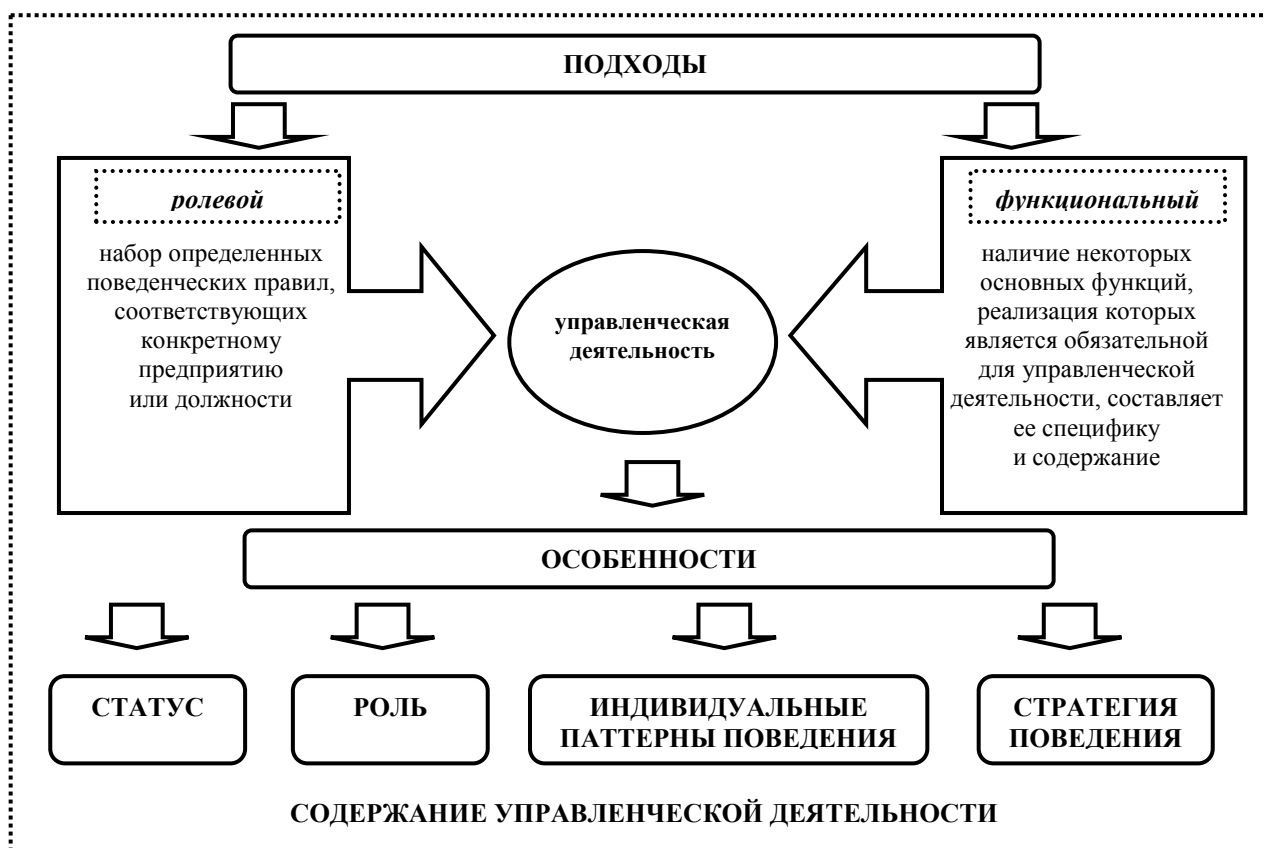 ПОДХОДЫ
ролевой
набор определенных
поведенческих правил,
соответствующих
конкретному
предприятию
или должности
управленческая
деятельность
функциональный
наличие некоторых
основных функций,
реализация которых
является обязательной
для управленческой
деятельности, составляет
ее специфику
и содержание
ОСОБЕННОСТИ
СТАТУС
РОЛЬ
ИНДИВИДУАЛЬНЫЕ
ПАТТЕРНЫ ПОВЕДЕНИЯ
СТРАТЕГИЯ
ПОВЕДЕНИЯ
СОДЕРЖАНИЕ УПРАВЛЕНЧЕСКОЙ ДЕЯТЕЛЬНОСТИ